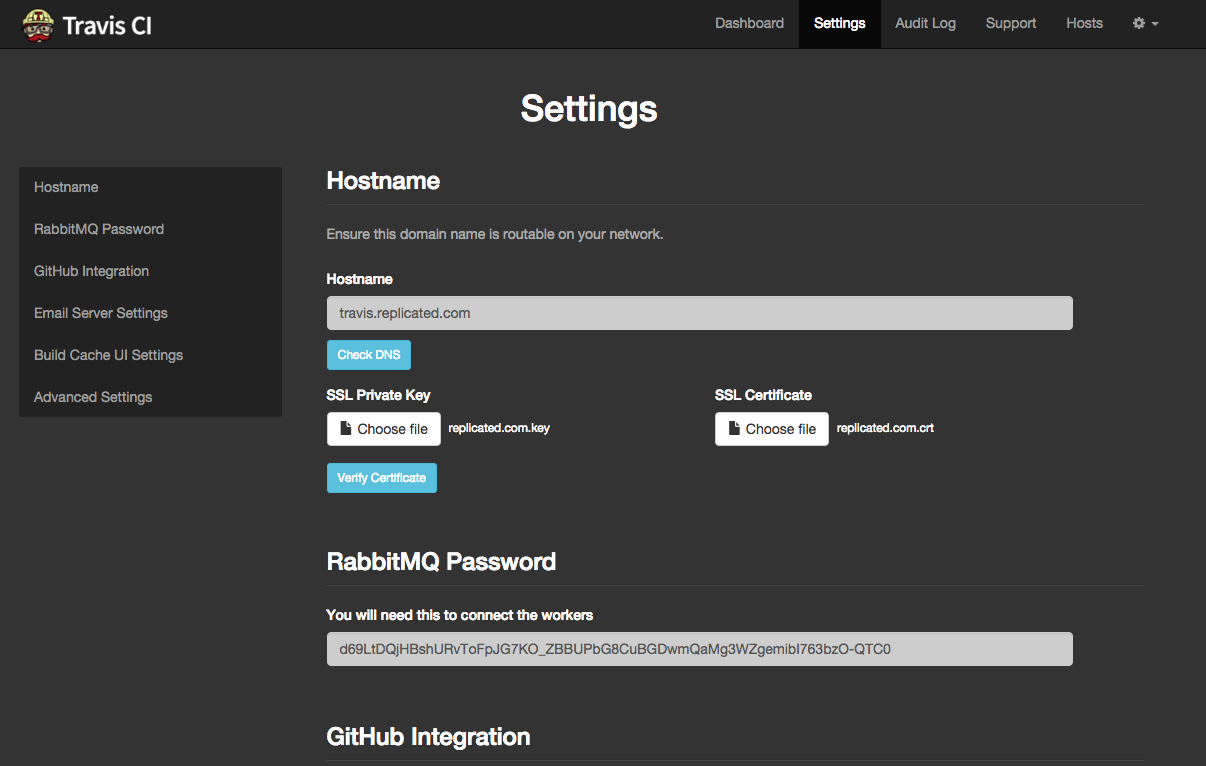 Travis CI
Dashboard Settings Audit Log Support Hosts
Settings
Hostname
RabbitMQ Password
GitHub Integration
Email Server Settings
Build Cache UI Settings
Advanced Settings
Hostname
Ensure this domain name is routable on your network.
Hostname
travis.replicated.com
Check DNS
SSL Private Key SSL Certificate
Choose file replicated.com.key Choose file replicated.com.crt
Verify Certificate
RabbitMQ Password
You will need this to connect the workers
d69LtDQjHBshURvToFpJG7KO_ZBBUPbG8CuBGDwmQaMg3WZgemibI763bzO-QTC0
GitHub Integration